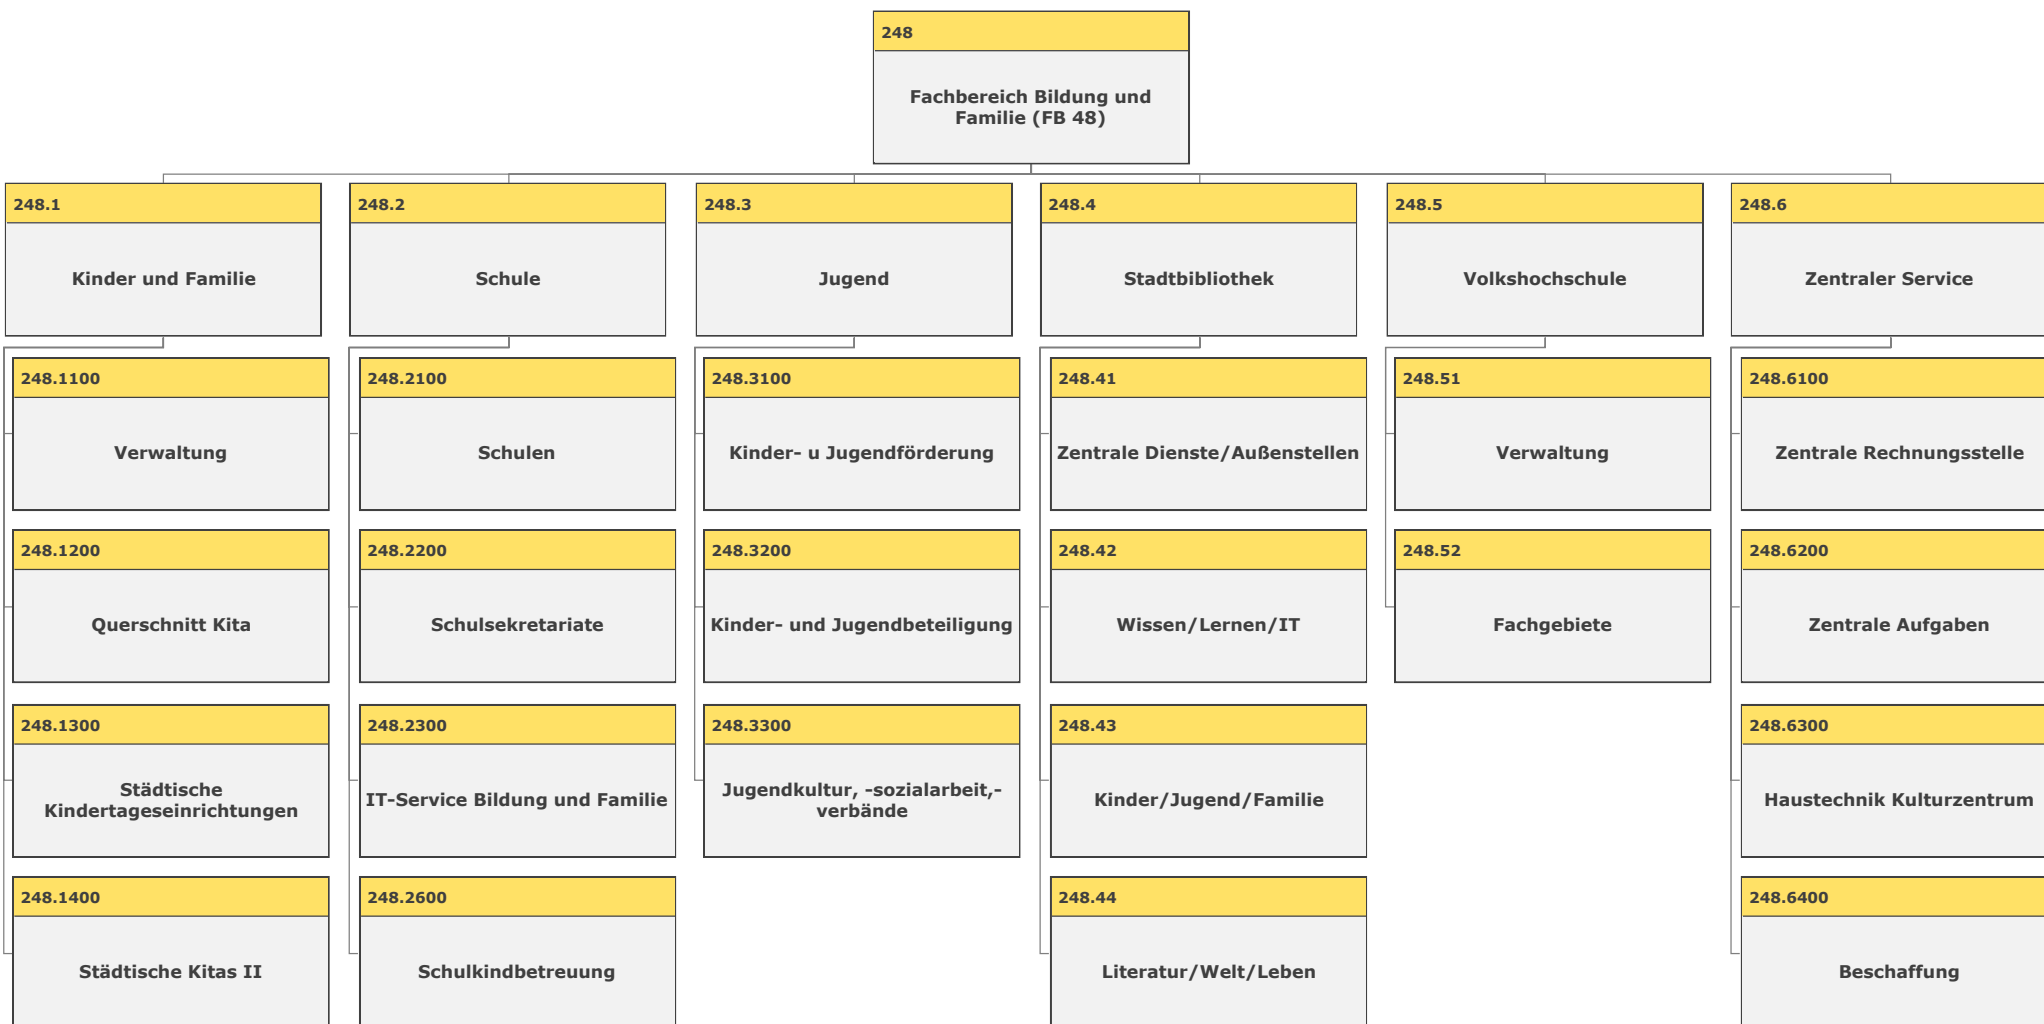 248
Fachbereich Bildung und
Familie (FB 48)
248.1
Kinder und Familie
248.2
Schule
248.3
Jugend
248.4
Stadtbibliothek
248.5
Volkshochschule
248.6
Zentraler Service
248.1100
Verwaltung
248.2100
Schulen
248.3100
Kinder- u Jugendförderung
248.41
Zentrale Dienste/Außenstellen
248.51
Verwaltung
248.6100
Zentrale Rechnungsstelle
248.1200
Querschnitt Kita
248.2200
Schulsekretariate
248.3200
Kinder- und Jugendbeteiligung
248.42
Wissen/Lernen/IT
248.52
Fachgebiete
248.6200
Zentrale Aufgaben
248.1300
Städtische
Kindertageseinrichtungen
248.2300
IT-Service Bildung und Familie
248.3300
Jugendkultur, -sozialarbeit,-
verbände
248.43
Kinder/Jugend/Familie
248.6300
Haustechnik Kulturzentrum
248.1400
Städtische Kitas II
248.2600
Schulkindbetreuung
248.44
Literatur/Welt/Leben
248.6400
Beschaffung